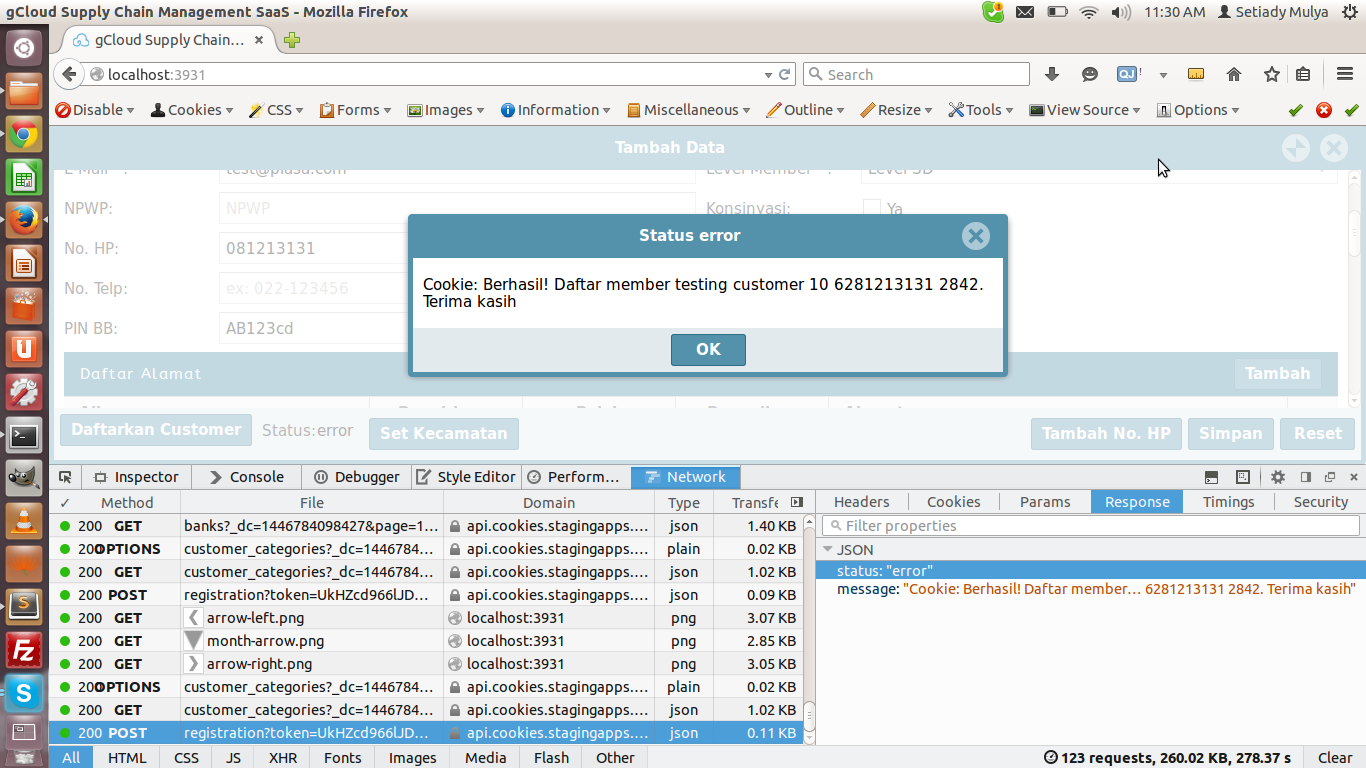 gCloud Supply Chain Management SaaS - Mozilla Firefox
11:30 AM Setiady Mulya
gCloud Supply Chain...
localhost:3931
Search
QJ !
Disable Cookies CSS Forms Images Information Miscellaneous Outline Resize Tools View Source Options
Tambah Data
E-Mail : test@plasa.com Level Member : Level 3D
NPWP: NPWP Konsinyasi: Ya
No. HP: 081213131
No. Telp: ex: 022-123456
PIN BB: AB123cd
Status error
Cookie: Berhasil! Daftar member testing customer 10 6281213131 2842.
Terima kasih
OK
Daftar Alamat Tambah
Daftarkan Customer Status:error Set Kecamatan Tambah No. HP Simpan Reset
Inspector Console Debugger Style Editor Perform... Network
✓ Method File Domain Type Transfe
200 GET banks?_dc=1446784098427&page=1... api.cookies.stagingapps.... json 1.40 KB
200 OPTIONS customer_categories?_dc=1446784... api.cookies.stagingapps.... plain 0.02 KB
200 GET customer_categories?_dc=1446784... api.cookies.stagingapps.... json 1.02 KB
200 POST registration?token=UkHZcd966lJD... api.cookies.stagingapps.... json 0.09 KB
200 GET arrow-left.png localhost:3931 png 3.07 KB
200 GET month-arrow.png localhost:3931 png 2.85 KB
200 GET arrow-right.png localhost:3931 png 3.05 KB
200 OPTIONS customer_categories?_dc=1446784... api.cookies.stagingapps.... plain 0.02 KB
200 GET customer_categories?_dc=1446784... api.cookies.stagingapps.... json 1.02 KB
200 POST registration?token=UkHZcd966lJD... api.cookies.stagingapps.... json 0.11 KB
Headers Cookies Params Response Timings Security
Filter properties
JSON
status: "error"
message: "Cookie: Berhasil! Daftar member... 6281213131 2842. Terima kasih"
All HTML CSS JS XHR Fonts Images Media Flash Other 123 requests, 260.02 KB, 278.37 s Clear